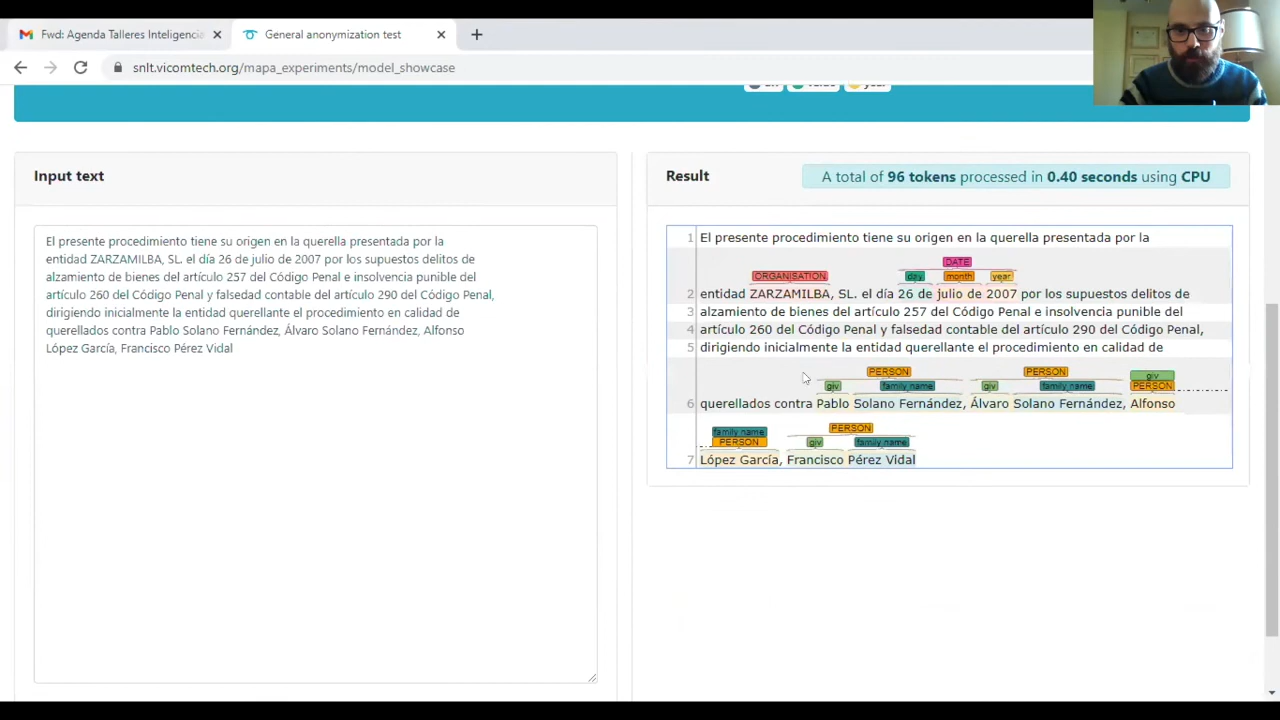 Fwd: Agenda Talleres Inteligenci
General anonymization test
snlt.vicomtech.org/mapa_experiments/model_showcase
value
year
Input text
El presente procedimiento tiene su origen en la querella presentada por la
entidad ZARZAMILBA, SL. el día 26 de julio de 2007 por los supuestos delitos de
alzamiento de bienes del artículo 257 del Código Penal e insolvencia punible del
artículo 260 del Código Penal y falsedad contable del artículo 290 del Código Penal,
dirigiendo inicialmente la entidad querellante el procedimiento en calidad de
querellados contra Pablo Solano Fernández, Álvaro Solano Fernández, Alfonso
López García, Francisco Pérez Vidal
Result
A total of 96 tokens processed in 0.40 seconds using CPU
1 El presente procedimiento tiene su origen en la querella presentada por la
DATE
ORGANISATION day month year
2 entidad ZARZAMILBA, SL. el día 26 de julio de 2007 por los supuestos delitos de
3 alzamiento de bienes del artículo 257 del Código Penal e insolvencia punible del
4 artículo 260 del Código Penal y falsedad contable del artículo 290 del Código Penal,
5 dirigiendo inicialmente la entidad querellante el procedimiento en calidad de
PERSON PERSON giv
giv family_name giv family_name PERSON
6 querellados contra Pablo Solano Fernández, Álvaro Solano Fernández, Alfonso
family_name PERSON
PERSON giv family_name
7 López García, Francisco Pérez Vidal